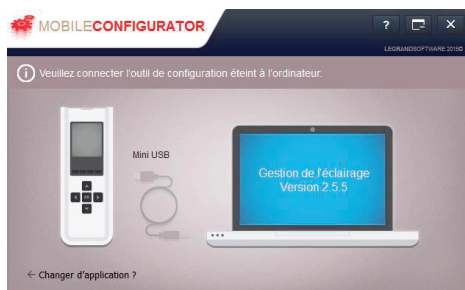 MOBILECONFIGURATOR
?
LEGRANDSOFTWARE 2015©
i Veuillez connecter l'outil de configuration éteint à l'ordinateur.
Mini USB
Gestion de l'éclairage
Version 2.5.5
← Changer d'application ?